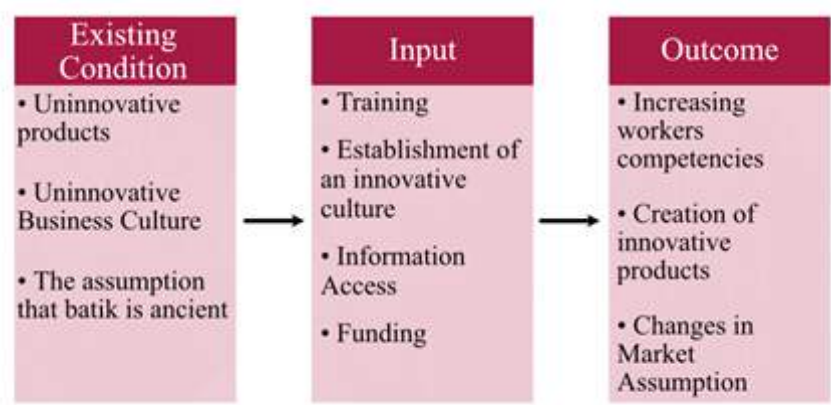 Existing
Condition
• Uninnovative
products
• Uninnovative
Business Culture
• The assumption
that batik is ancient
Input
• Training
• Establishment of
an innovative
culture
• Information
Access
• Funding
Outcome
• Increasing
workers
competencies
• Creation of
innovative
products
• Changes in
Market
Assumption